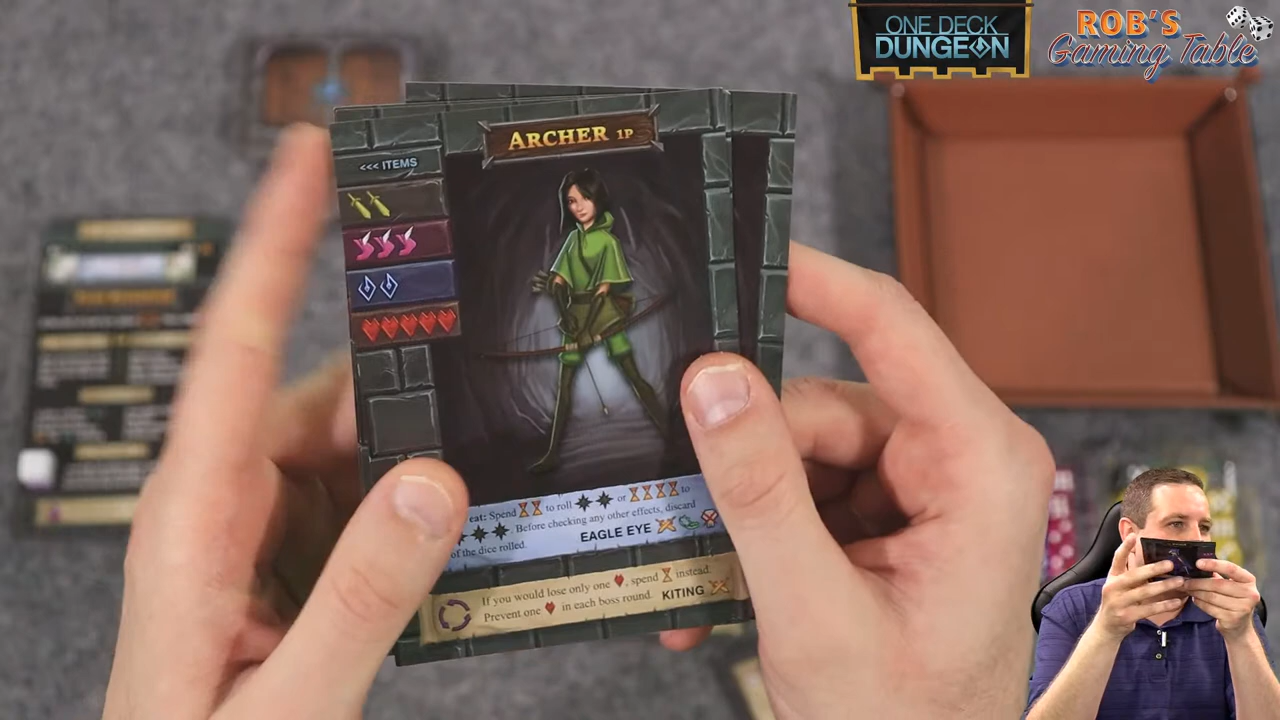 ONE DECK
DUNGEON
ROB'S
Gaming Table
ARCHER 1P
<<< ITEMS
eat: Spend to roll or to
Before checking any other effects, discard
of the dice rolled. EAGLE EYE
If you would lose only one , spend instead.
Prevent one in each boss round. KITING